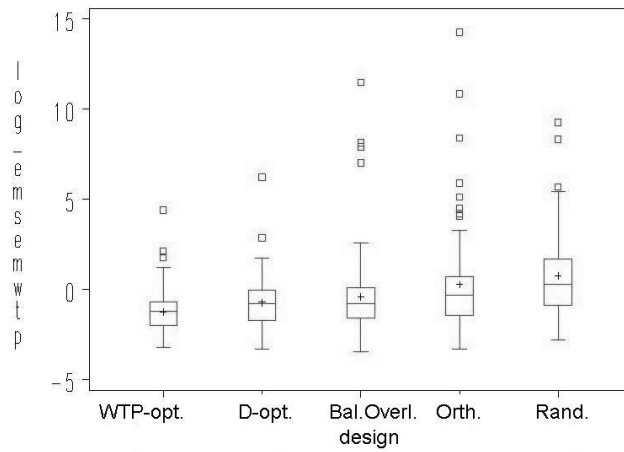 15
10
5
0
-5
log_emsemwtp
WTP-opt.
D-opt.
Bal.Overl.
Orth.
Rand.
design